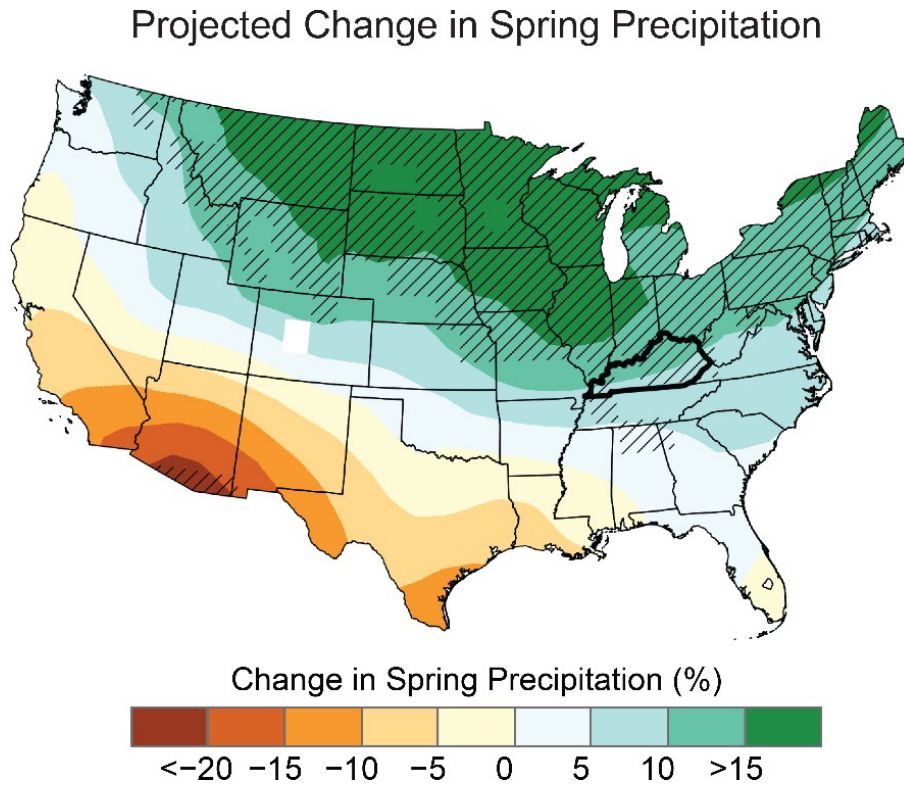 Projected Change in Spring Precipitation
Change in Spring Precipitation (%)
<−20 −15 −10 −5 0 5 10 >15